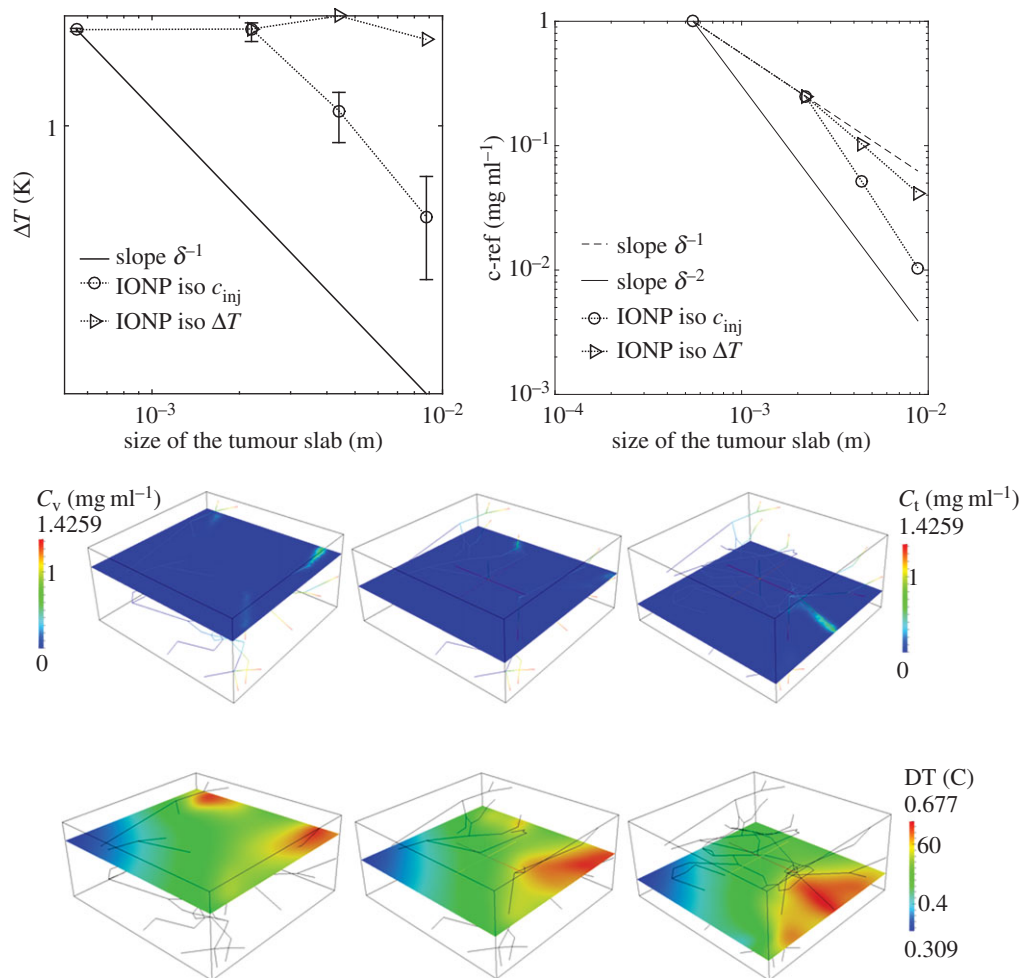 ΔT (K)
1
slope δ⁻¹
IONP iso c_inj
IONP iso ΔT
10⁻³
10⁻²
size of the tumour slab (m)
c-ref (mg ml⁻¹)
1
10⁻¹
10⁻²
10⁻³
slope δ⁻¹
slope δ⁻²
IONP iso c_inj
IONP iso ΔT
10⁻⁴
10⁻³
10⁻²
size of the tumour slab (m)
C_v (mg ml⁻¹)
1.4259
1
0
C_t (mg ml⁻¹)
1.4259
1
0
DT (C)
0.677
60
0.4
0.309